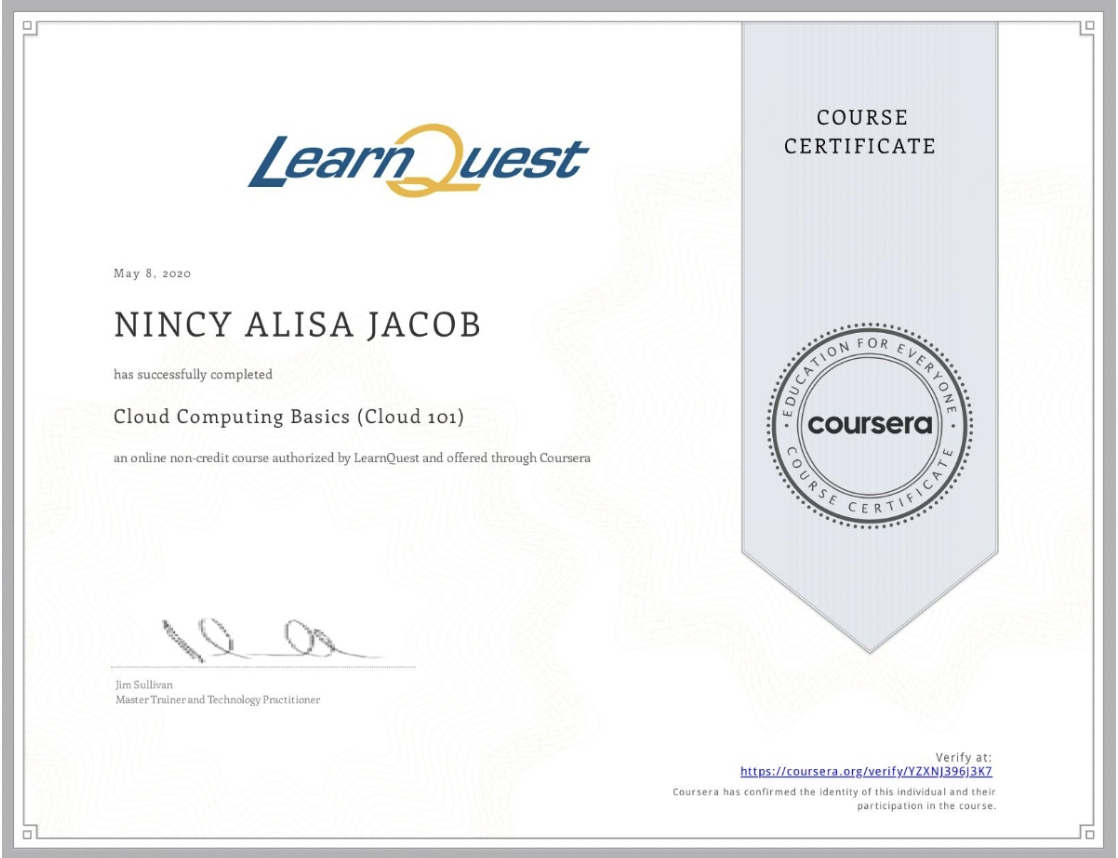 LearnQuest
COURSE
CERTIFICATE
May 8, 2020
NINCY ALISA JACOB
has successfully completed
Cloud Computing Basics (Cloud 101)
an online non-credit course authorized by LearnQuest and offered through Coursera
EDUCATION FOR EVERYONE
coursera
COURSE CERTIFICATE
Jim Sullivan
Master Trainer and Technology Practitioner
Verify at:
https://coursera.org/verify/YZXNJ396J3K7
Coursera has confirmed the identity of this individual and their
participation in the course.